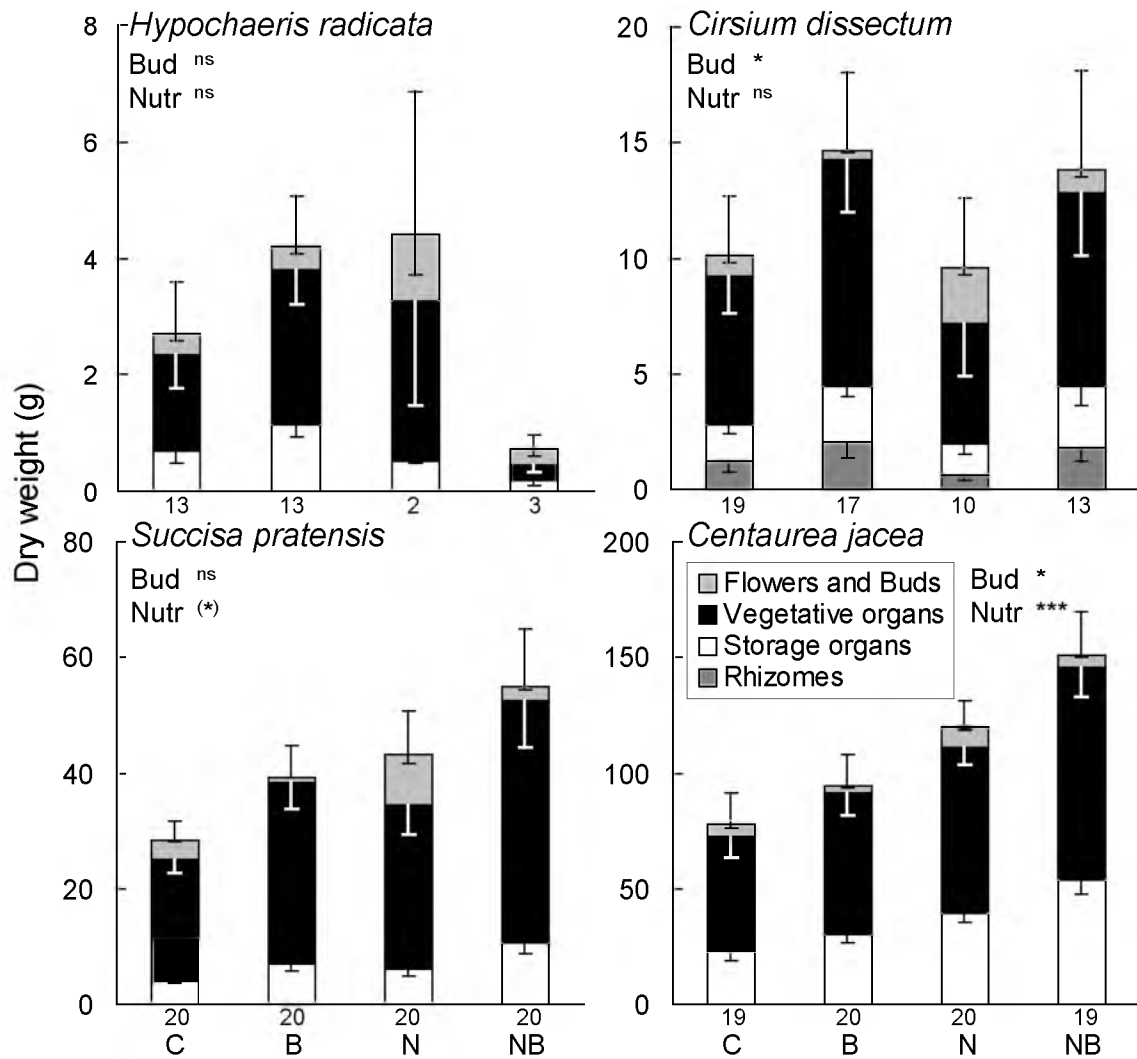 Dry weight (g)
Hypochaeris radicata
Bud ns
Nutr ns
8
6
4
2
0
13 13 2 3
Cirsium dissectum
Bud *
Nutr ns
20
15
10
5
0
19 17 10 13
Succisa pratensis
Bud ns
Nutr (*)
80
60
40
20
0
20 20 20 20
C B N NB
Centaurea jacea
Flowers and Buds
Vegetative organs
Storage organs
Rhizomes
Bud *
Nutr ***
200
150
100
50
0
19 20 20 19
C B N NB